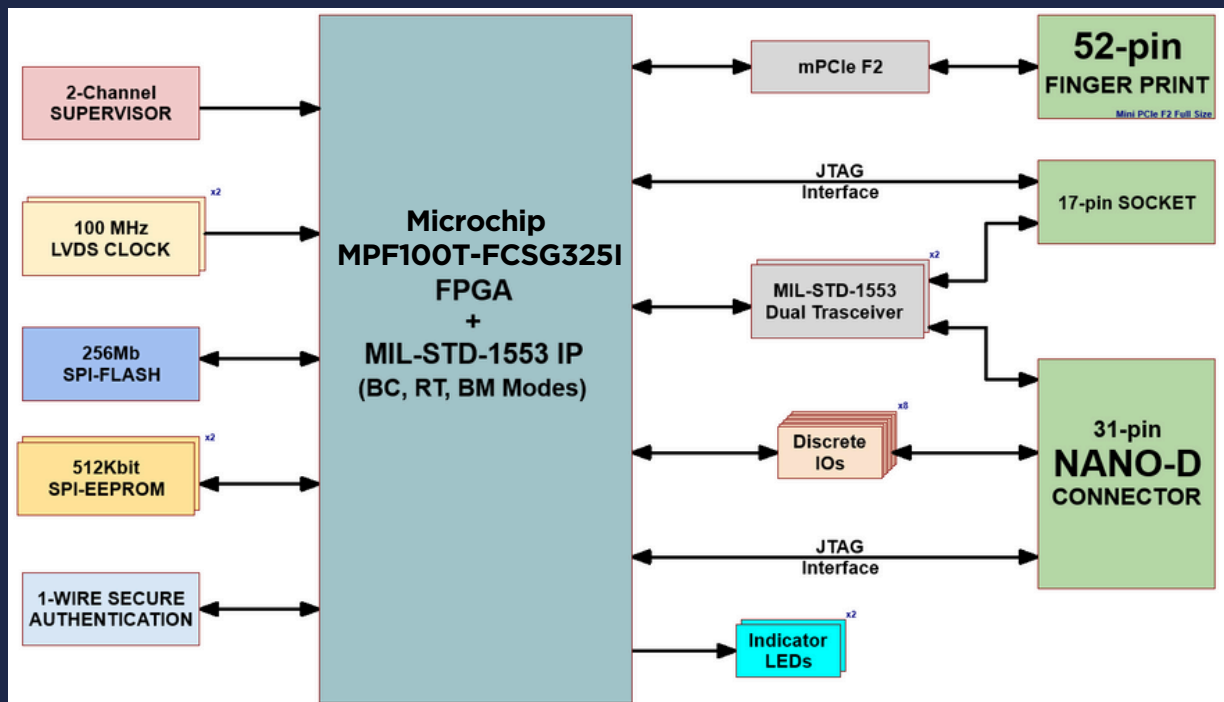 2-Channel
SUPERVISOR
x2
100 MHz
LVDS CLOCK
256Mb
SPI-FLASH
x2
512Kbit
SPI-EEPROM
1-WIRE SECURE
AUTHENTICATION
Microchip
MPF100T-FCSG325I
FPGA
+
MIL-STD-1553 IP
(BC, RT, BM Modes)
mPCIe F2
JTAG
Interface
x2
MIL-STD-1553
Dual Trasceiver
x8
Discrete
IOs
JTAG
Interface
x2
Indicator
LEDs
52-pin
FINGER PRINT
Mini PCIe F2 Full Size
17-pin SOCKET
31-pin
NANO-D
CONNECTOR